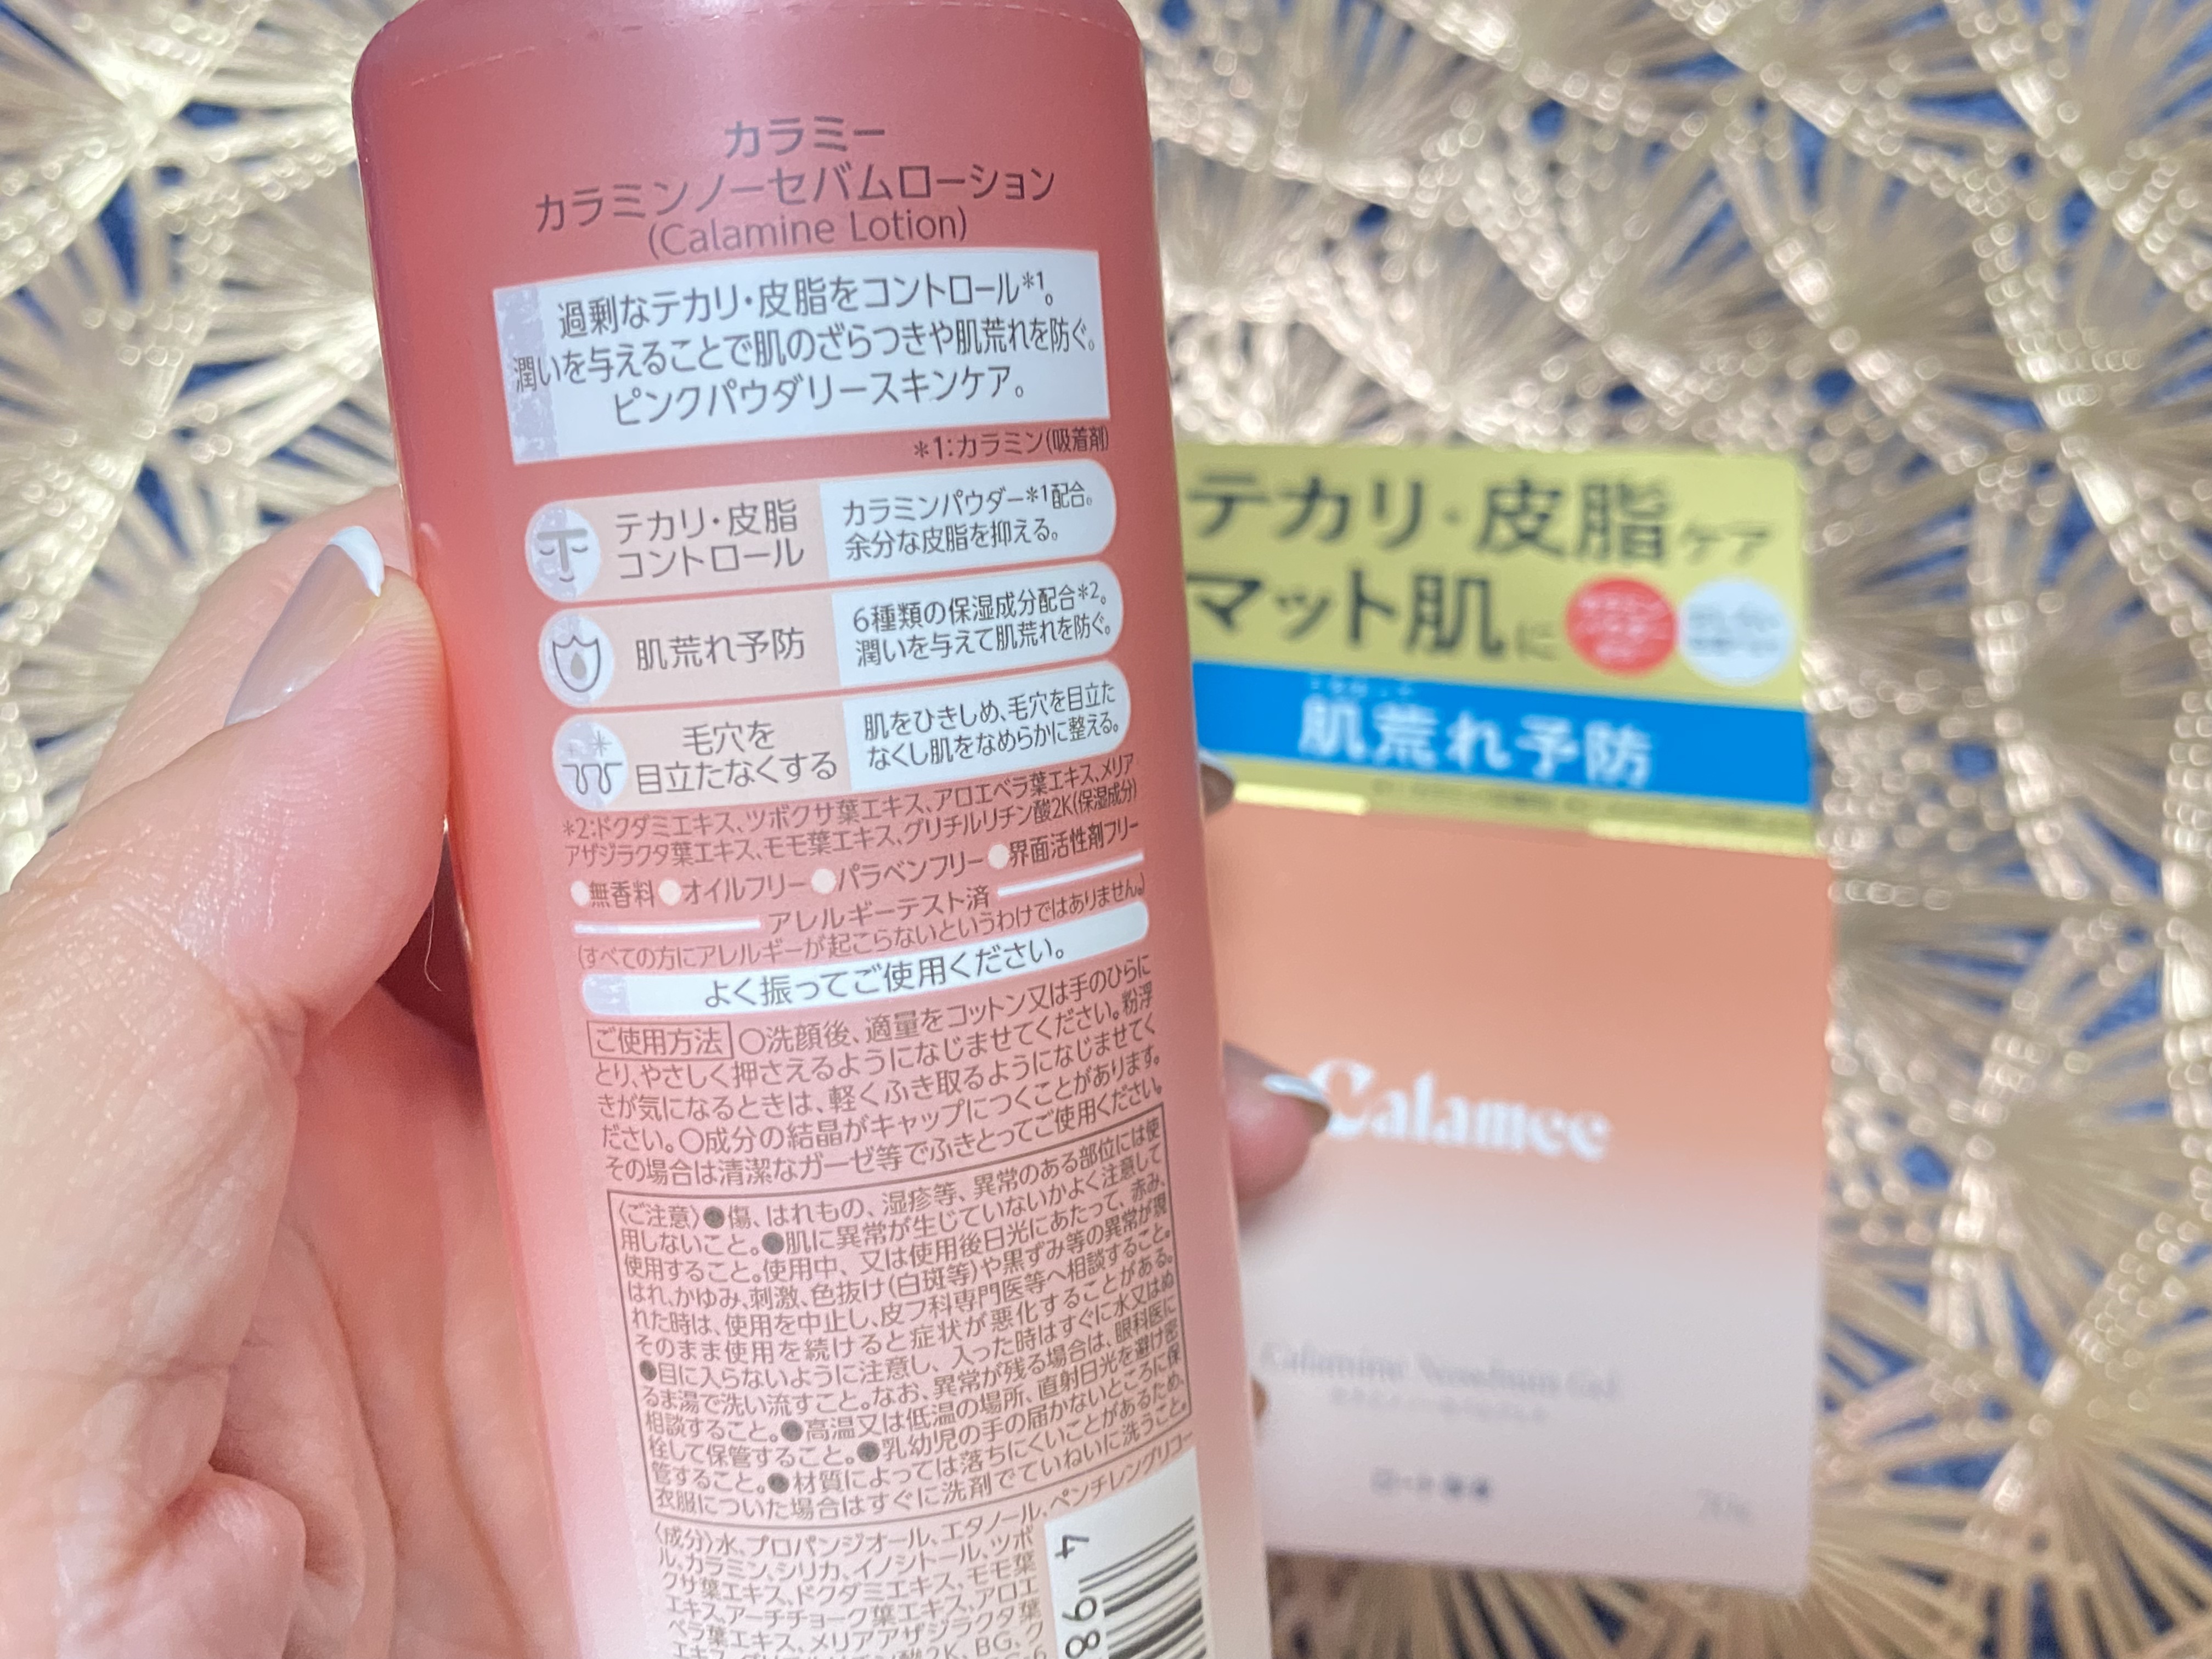 カラミー
カラミンノーセバムローション
(Calamine Lotion)
過剰なテカリ・皮脂をコントロール*1。
潤いを与えることで肌のざらつきや肌荒れを防ぐ。
ピンクパウダリースキンケア。
*1:カラミン(吸着剤)
テカリ・皮脂
コントロール
カラミンパウダー*1配合。
余分な皮脂を抑える。
肌荒れ予防
6種類の保湿成分配合*2。
潤いを与えて肌荒れを防ぐ。
毛穴を
目立たなくする
肌をひきしめ、毛穴を目立た
なくし肌をなめらかに整える。
*2:ドクダミエキス、ツボクサ葉エキス、アロエベラ葉エキス、メリア
アザジラクタ葉エキス、モモ葉エキス、グリチルリチン酸2K(保湿成分)
●無香料●オイルフリー●パラベンフリー●界面活性剤フリー
アレルギーテスト済
(すべての方にアレルギーが起こらないというわけではありません。)
よく振ってご使用ください。
ご使用方法 〇洗顔後、適量をコットン又は手のひらに
とり、やさしく押さえるようになじませてください。粉浮
きが気になるときは、軽くふき取るようになじませてく
ださい。〇成分の結晶がキャップにつくことがあります。
その場合は清潔なガーゼ等でふきとってご使用ください。
〈ご注意〉●傷、はれもの、湿疹等、異常のある部位には使
用しないこと。●肌に異常が生じていないかよく注意して
使用すること。使用中、又は使用後日光にあたって、赤み、
はれ、かゆみ、刺激、色抜け(白斑等)や黒ずみ等の異常が現
れた時は、使用を中止し、皮フ科専門医等へ相談すること。
そのまま使用を続けると症状が悪化することがある。
●目に入らないように注意し、入った時はすぐに水又はぬ
るま湯で洗い流すこと。なお、異常が残る場合は、眼科医に
相談すること。●高温又は低温の場所、直射日光を避け密
栓して保管すること。●乳幼児の手の届かないところに保
管すること。●材質によっては落ちにくいことがあるため、
衣服についた場合はすぐに洗剤でていねいに洗うこと。
〈成分〉水、プロパンジオール、エタノール、ペンチレングリコー
ル、カラミン、シリカ、イノシトール、ツボ
クサ葉エキス、ドクダミエキス、モモ葉
エキス、アーチチョーク葉エキス、アロエ
ベラ葉エキス、メリアアザジラクタ葉
エキス、グリチルリチン酸2K、BG、グ
4 98
テカリ・皮脂ケア
マット肌に
肌荒れ予防
Calamee
Calamine Nosebum Gel